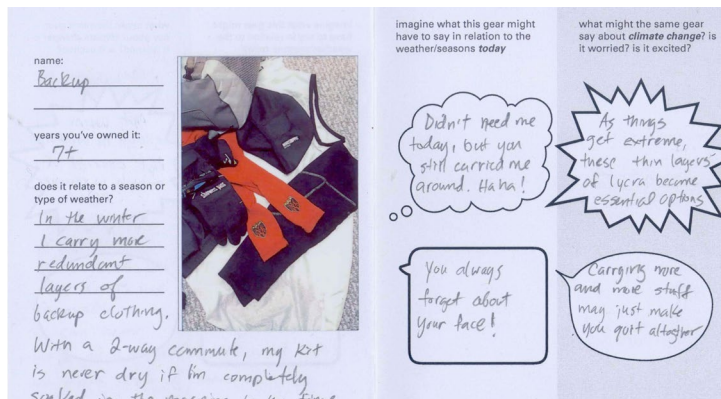 name:
Backup
years you've owned it:
7+
does it relate to a season or
type of weather?
In the winter
I carry more
redundant
layers of
backup clothing.
With a 2-way commute, my kit
is never dry if I'm completely
soaked in the morning
imagine what this gear might
have to say in relation to the
weather/seasons today
Didn't need me
today, but you
still carried me
around. Haha!
You always
forget about
your face!
what might the same gear
say about climate change? is
it worried? is it excited?
As things
get extreme,
these thin layers
of lycra become
essential options
Carrying more
and more stuff
may just make
you quit altogether